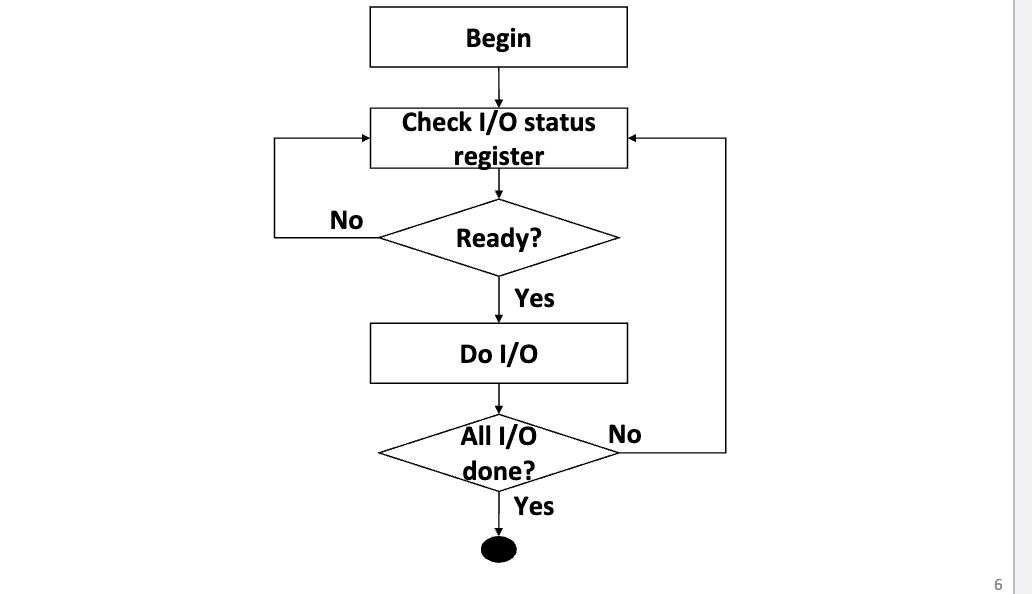 Begin
Check I/O status
register
No
Ready?
Yes
Do I/O
All I/O
done?
No
Yes
6